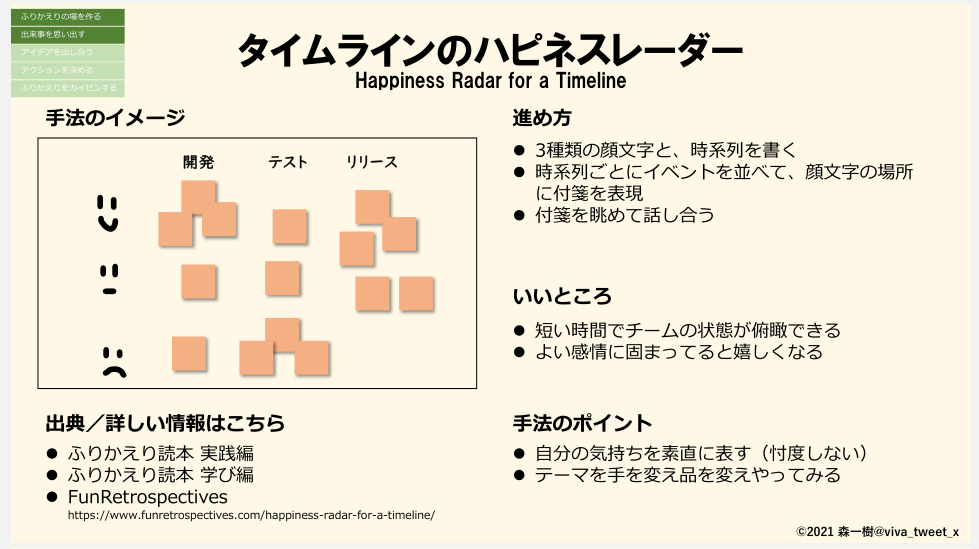 ふりかえりの場を作る
出来事を思い出す
アイデアを出し合う
アクションを決める
ふりかえりをカイゼンする
タイムラインのハピネスレーダー
Happiness Radar for a Timeline
手法のイメージ
開発 テスト リリース
進め方
● 3種類の顔文字と、時系列を書く
● 時系列ごとにイベントを並べて、顔文字の場所
に付箋を表現
● 付箋を眺めて話し合う
いいところ
● 短い時間でチームの状態が俯瞰できる
● よい感情に固まってると嬉しくなる
出典／詳しい情報はこちら
● ふりかえり読本 実践編
● ふりかえり読本 学び編
● FunRetrospectives
https://www.funretrospectives.com/happiness-radar-for-a-timeline/
手法のポイント
● 自分の気持ちを素直に表す（忖度しない）
● テーマを手を変え品を変えやってみる
©2021 森一樹@viva_tweet_x